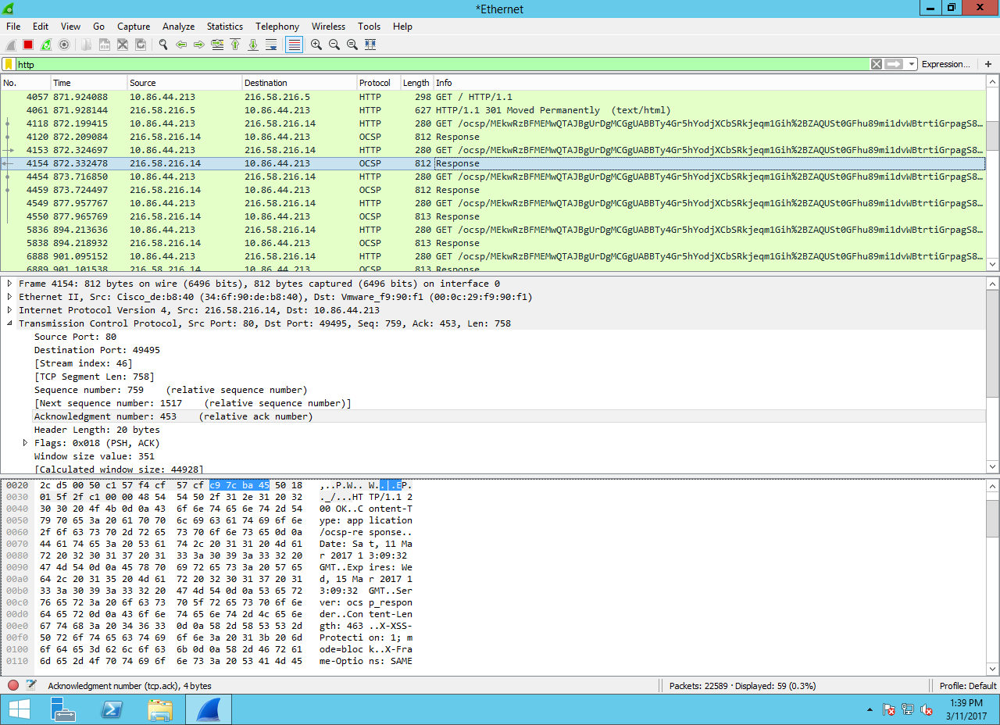 *Ethernet
File Edit View Go Capture Analyze Statistics Telephony Wireless Tools Help
http Expression... +
No. Time Source Destination Protocol Length Info
4057 871.924088 10.86.44.213 216.58.216.5 HTTP 298 GET / HTTP/1.1
4061 871.928144 216.58.216.5 10.86.44.213 HTTP 627 HTTP/1.1 301 Moved Permanently (text/html)
4118 872.199415 10.86.44.213 216.58.216.14 HTTP 280 GET /ocsp/MEkwRzBFMEMwQTAJBgUrDgMCGgUABBTy4Gr5hYodjXCbSRkjeqm1Gih%2BZAQUSt0GFhu89mi1dvWBtrtiGrpagS8…
4120 872.209084 216.58.216.14 10.86.44.213 OCSP 812 Response
4153 872.324697 10.86.44.213 216.58.216.14 HTTP 280 GET /ocsp/MEkwRzBFMEMwQTAJBgUrDgMCGgUABBTy4Gr5hYodjXCbSRkjeqm1Gih%2BZAQUSt0GFhu89mi1dvWBtrtiGrpagS8…
4154 872.332478 216.58.216.14 10.86.44.213 OCSP 812 Response
4454 873.716850 10.86.44.213 216.58.216.14 HTTP 280 GET /ocsp/MEkwRzBFMEMwQTAJBgUrDgMCGgUABBTy4Gr5hYodjXCbSRkjeqm1Gih%2BZAQUSt0GFhu89mi1dvWBtrtiGrpagS8…
4459 873.724497 216.58.216.14 10.86.44.213 OCSP 812 Response
4549 877.957767 10.86.44.213 216.58.216.14 HTTP 280 GET /ocsp/MEkwRzBFMEMwQTAJBgUrDgMCGgUABBTy4Gr5hYodjXCbSRkjeqm1Gih%2BZAQUSt0GFhu89mi1dvWBtrtiGrpagS8…
4550 877.965769 216.58.216.14 10.86.44.213 OCSP 813 Response
5836 894.213636 10.86.44.213 216.58.216.14 HTTP 280 GET /ocsp/MEkwRzBFMEMwQTAJBgUrDgMCGgUABBTy4Gr5hYodjXCbSRkjeqm1Gih%2BZAQUSt0GFhu89mi1dvWBtrtiGrpagS8…
5838 894.218932 216.58.216.14 10.86.44.213 OCSP 813 Response
6888 901.095152 10.86.44.213 216.58.216.14 HTTP 280 GET /ocsp/MEkwRzBFMEMwQTAJBgUrDgMCGgUABBTy4Gr5hYodjXCbSRkjeqm1Gih%2BZAQUSt0GFhu89mi1dvWBtrtiGrpagS8…
6889 901.101538 216.58.216.14 10.86.44.213 OCSP 813 Response
Frame 4154: 812 bytes on wire (6496 bits), 812 bytes captured (6496 bits) on interface 0
Ethernet II, Src: Cisco_de:b8:40 (34:6f:90:de:b8:40), Dst: Vmware_f9:90:f1 (00:0c:29:f9:90:f1)
Internet Protocol Version 4, Src: 216.58.216.14, Dst: 10.86.44.213
Transmission Control Protocol, Src Port: 80, Dst Port: 49495, Seq: 759, Ack: 453, Len: 758
Source Port: 80
Destination Port: 49495
[Stream index: 46]
[TCP Segment Len: 758]
Sequence number: 759 (relative sequence number)
[Next sequence number: 1517 (relative sequence number)]
Acknowledgment number: 453 (relative ack number)
Header Length: 20 bytes
Flags: 0x018 (PSH, ACK)
Window size value: 351
[Calculated window size: 44928]
0020 2c d5 00 50 c1 57 f4 cf 57 cf c9 7c ba 45 50 18 ,..P.W.. W..|.EP.
0030 01 5f 2f c1 00 00 48 54 54 50 2f 31 2e 31 20 32 ._/...HT TP/1.1 2
0040 30 30 20 4f 4b 0d 0a 43 6f 6e 74 65 6e 74 2d 54 00 OK..C ontent-T
0050 79 70 65 3a 20 61 70 70 6c 69 63 61 74 69 6f 6e ype: app lication
0060 2f 6f 63 73 70 2d 72 65 73 70 6f 6e 73 65 0d 0a /ocsp-re sponse..
0070 44 61 74 65 3a 20 53 61 74 2c 20 31 31 20 4d 61 Date: Sa t, 11 Ma
0080 72 20 32 30 31 37 20 31 33 3a 30 39 3a 33 32 20 r 2017 1 3:09:32
0090 47 4d 54 0d 0a 45 78 70 69 72 65 73 3a 20 57 65 GMT..Exp ires: We
00a0 64 2c 20 31 35 20 4d 61 72 20 32 30 31 37 20 31 d, 15 Ma r 2017 1
00b0 33 3a 30 39 3a 33 32 20 47 4d 54 0d 0a 53 65 72 3:09:32 GMT..Ser
00c0 76 65 72 3a 20 6f 63 73 70 5f 72 65 73 70 6f 6e ver: ocs p_respon
00d0 64 65 72 0d 0a 43 6f 6e 74 65 6e 74 2d 4c 65 6e der..Con tent-Len
00e0 67 74 68 3a 20 34 36 33 0d 0a 58 2d 58 53 53 2d gth: 463 ..X-XSS-
00f0 50 72 6f 74 65 63 74 69 6f 6e 3a 20 31 3b 20 6d Protecti on: 1; m
0100 6f 64 65 3d 62 6c 6f 63 6b 0d 0a 58 2d 46 72 61 ode=bloc k..X-Fra
0110 6d 65 2d 4f 70 74 69 6f 6e 73 3a 20 53 41 4d 45 me-Optio ns: SAME
Acknowledgment number (tcp.ack), 4 bytes Packets: 22589 · Displayed: 59 (0.3%) Profile: Default
1:39 PM
3/11/2017